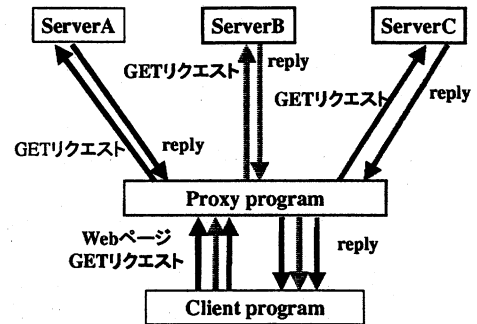 ServerA
ServerB
ServerC
GETリクエスト
reply
GETリクエスト
reply
GETリクエスト
reply
Proxy program
Webページ
GETリクエスト
reply
Client program